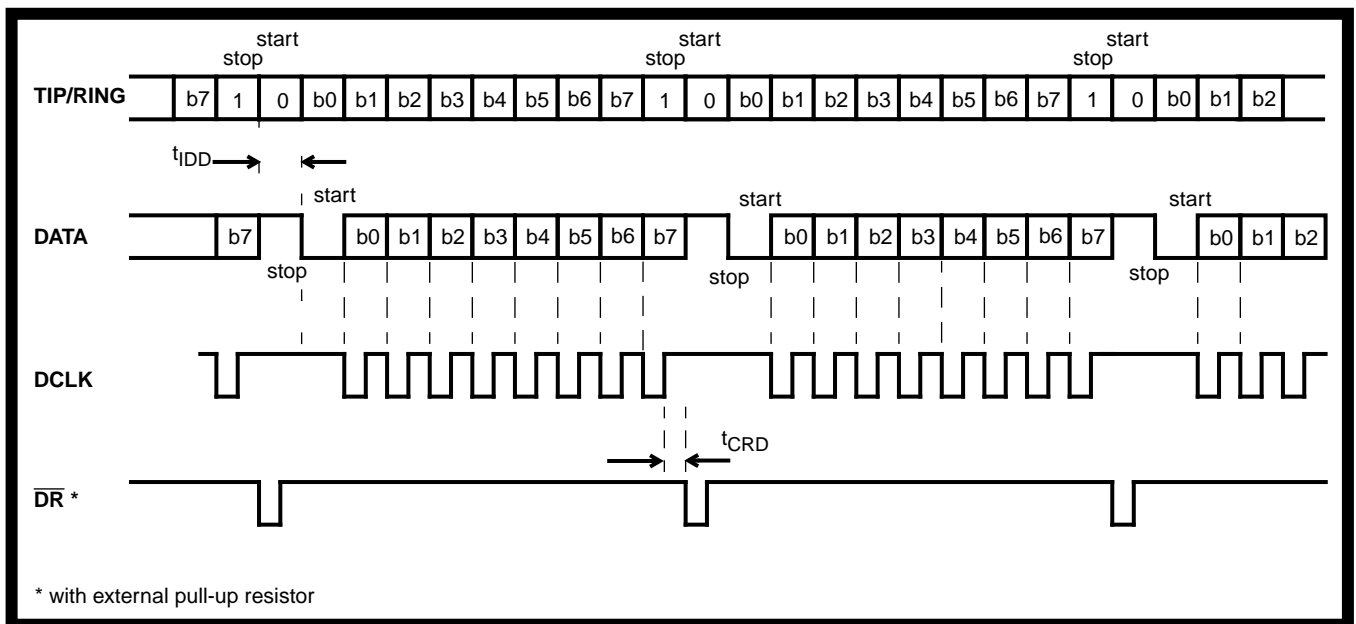 start start start
stop stop stop
TIP/RING b7 1 0 b0 b1 b2 b3 b4 b5 b6 b7 1 0 b0 b1 b2 b3 b4 b5 b6 b7 1 0 b0 b1 b2
tIDD
start start start
DATA b7 b0 b1 b2 b3 b4 b5 b6 b7 b0 b1 b2 b3 b4 b5 b6 b7 b0 b1 b2
stop stop stop
DCLK
tCRD
DR *
* with external pull-up resistor